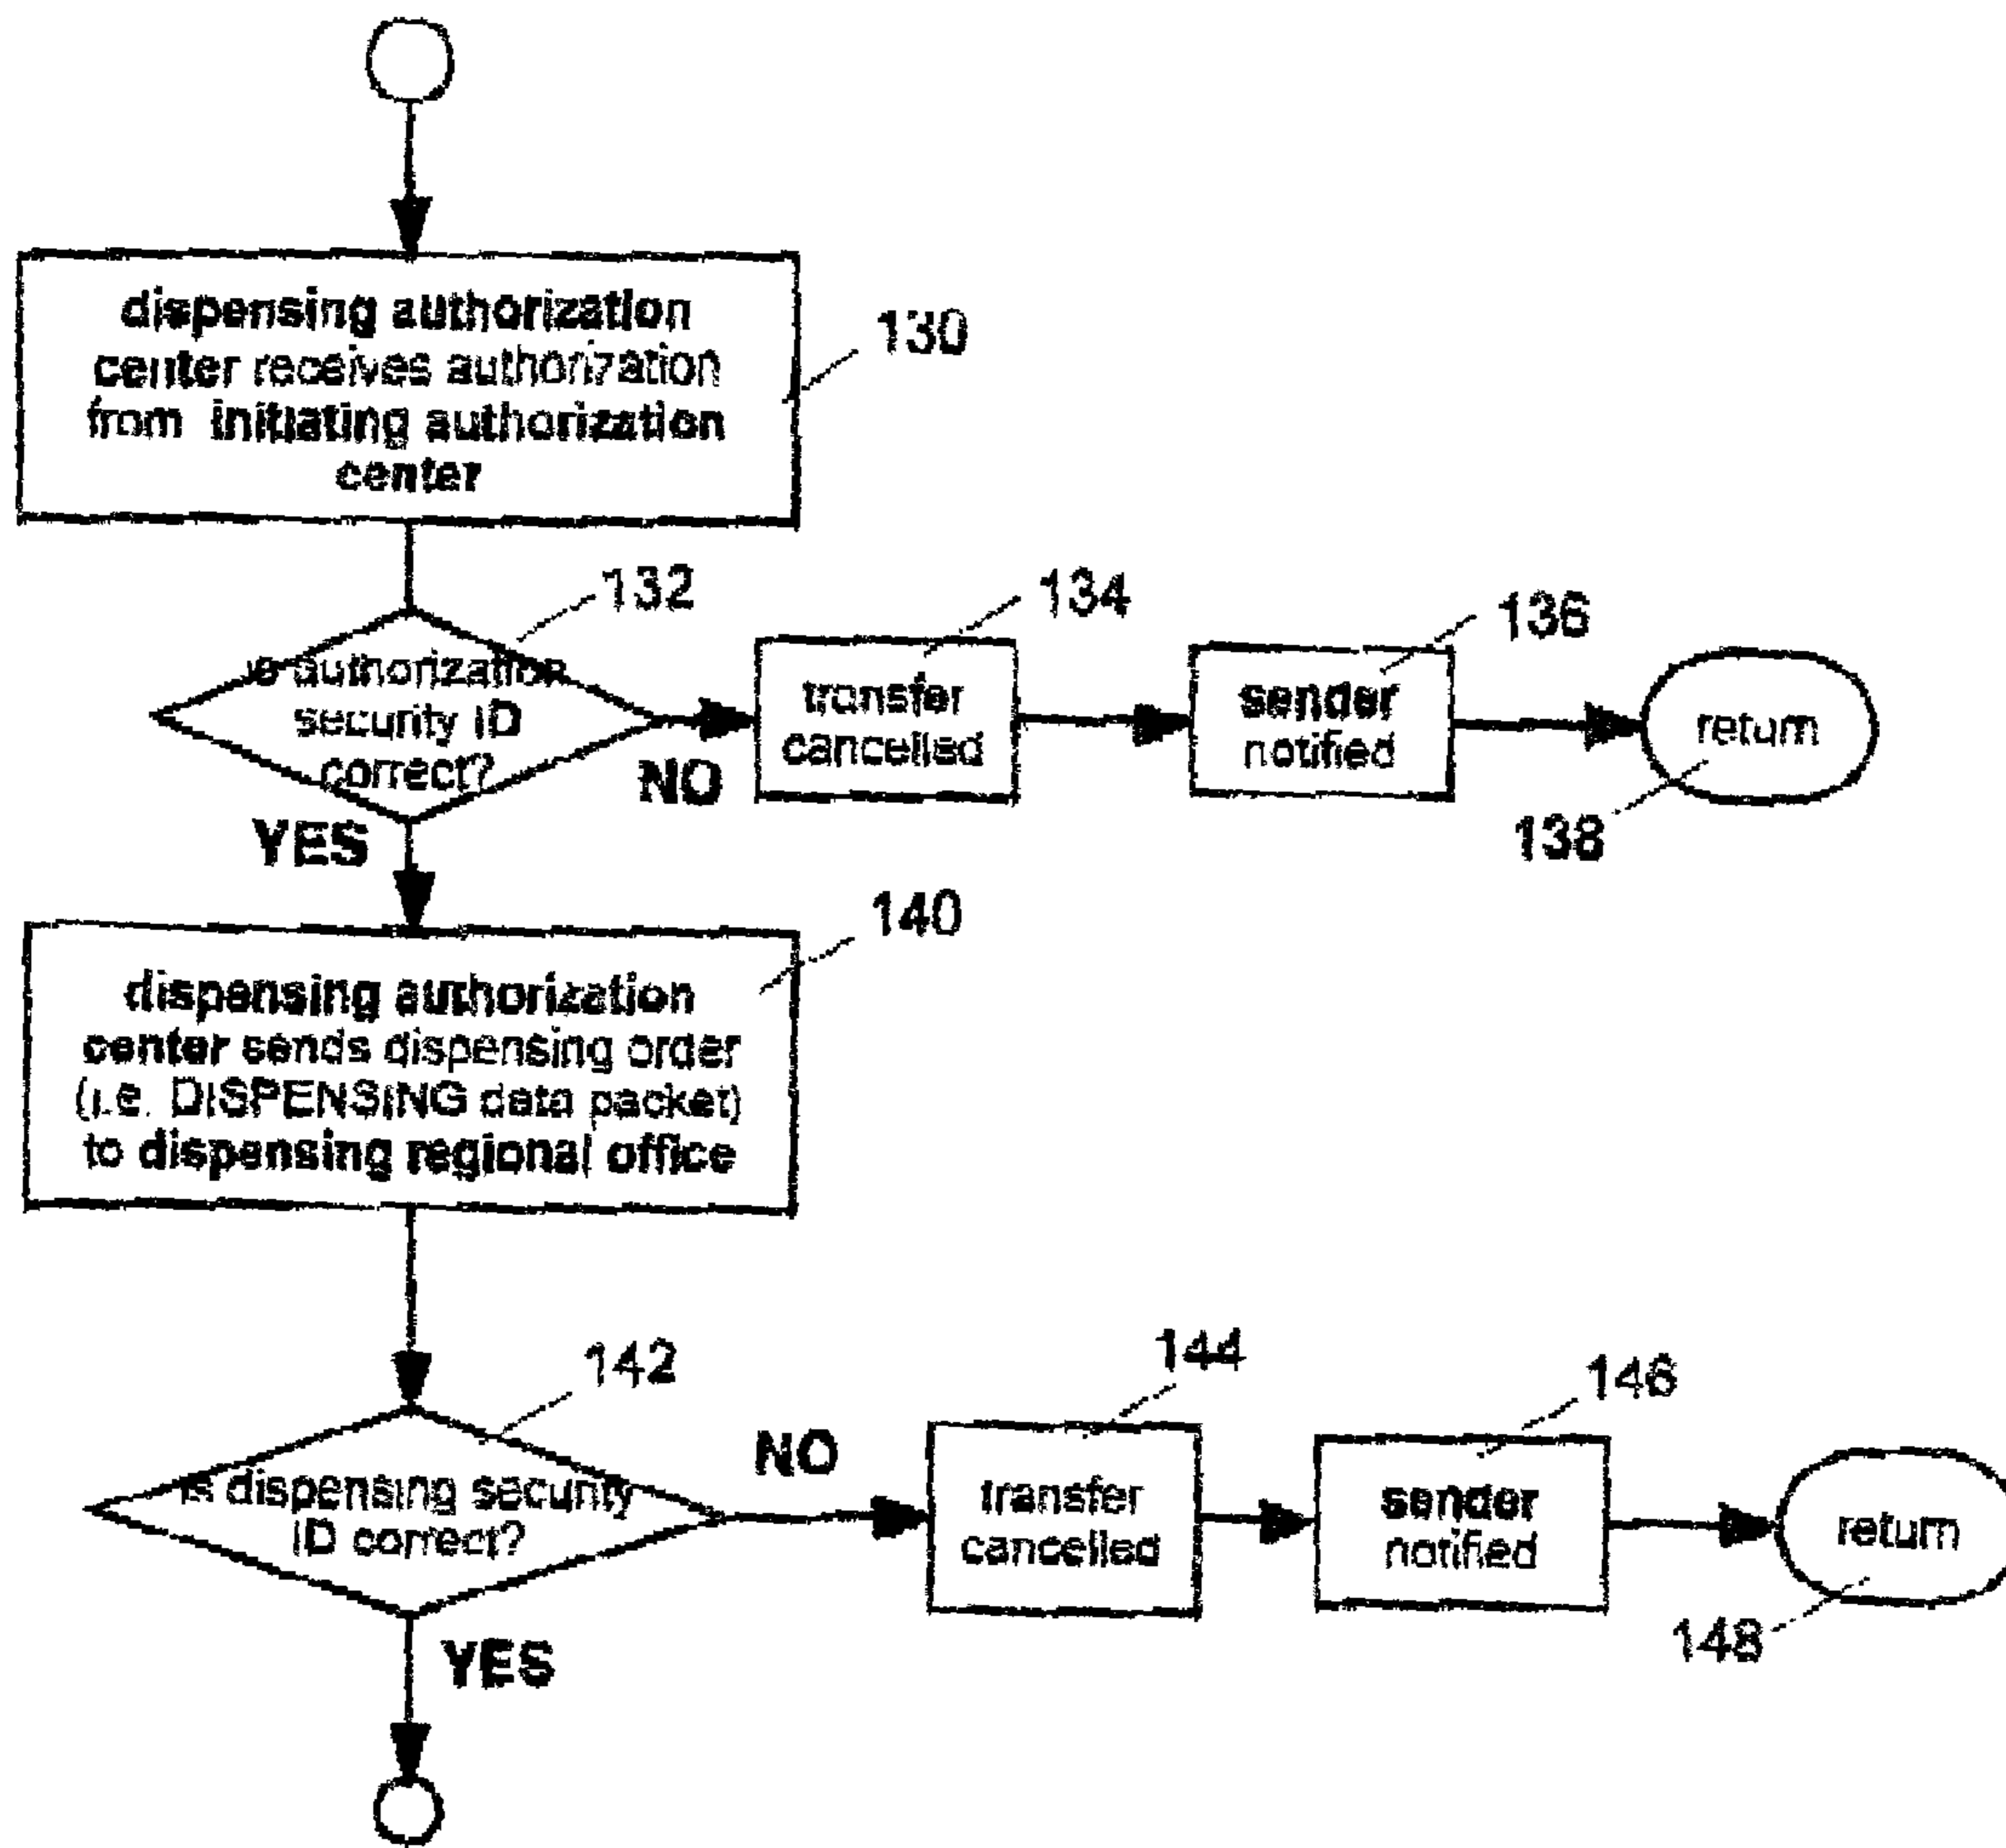 dispensing authorization
center receives authorization
from initiating authorization
center
130
132
authorization
security ID
correct?
NO
YES
134
transfer
cancelled
136
sender
notified
return
138
140
dispensing authorization
center sends dispensing order
(i.e. DISPENSING data packet)
to dispensing regional office
142
is dispensing security
ID correct?
NO
YES
144
transfer
cancelled
146
sender
notified
return
148